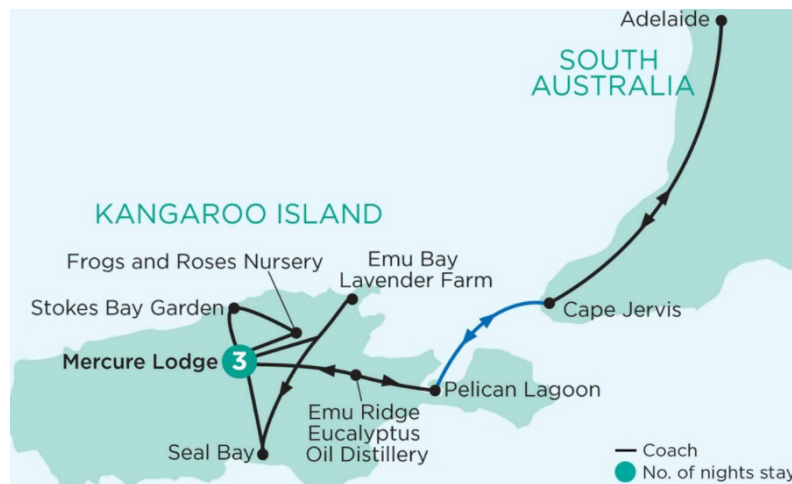 Adelaide
SOUTH
AUSTRALIA
KANGAROO ISLAND
Frogs and Roses Nursery
Emu Bay
Lavender Farm
Stokes Bay Garden
Cape Jervis
Mercure Lodge 3
Pelican Lagoon
Emu Ridge
Eucalyptus
Oil Distillery
Seal Bay
Coach
No. of nights stay